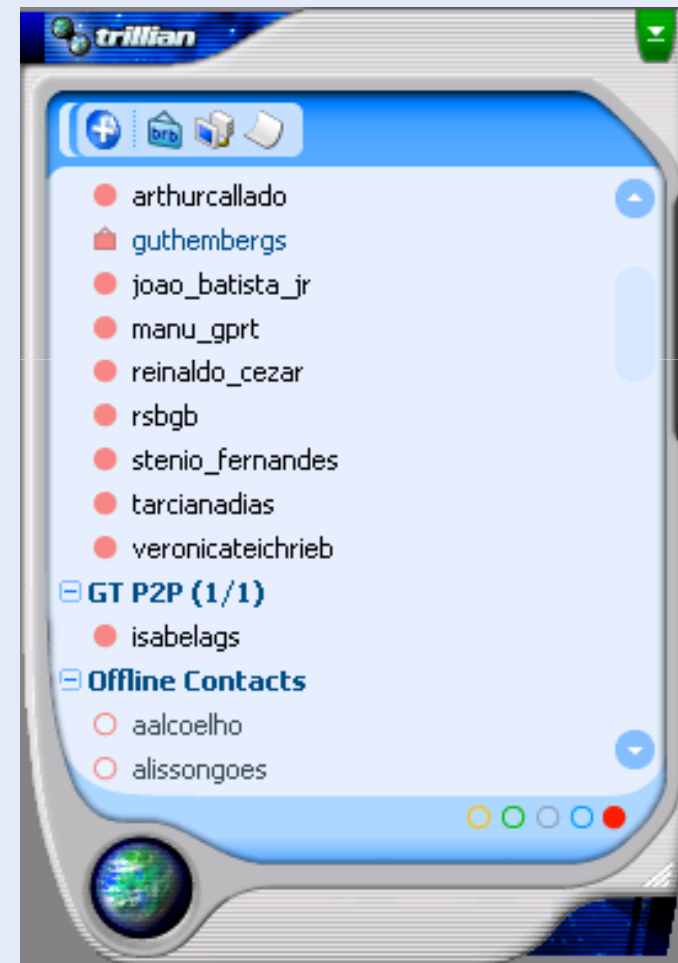 trillian
brb
arthurcallado
guthembergs
joao_batista_jr
manu_gprt
reinaldo_cezar
rsbgb
stenio_fernandes
tarcianadias
veronicateichrieb
GT P2P (1/1)
isabelags
Offline Contacts
aalcoelho
alissongoes